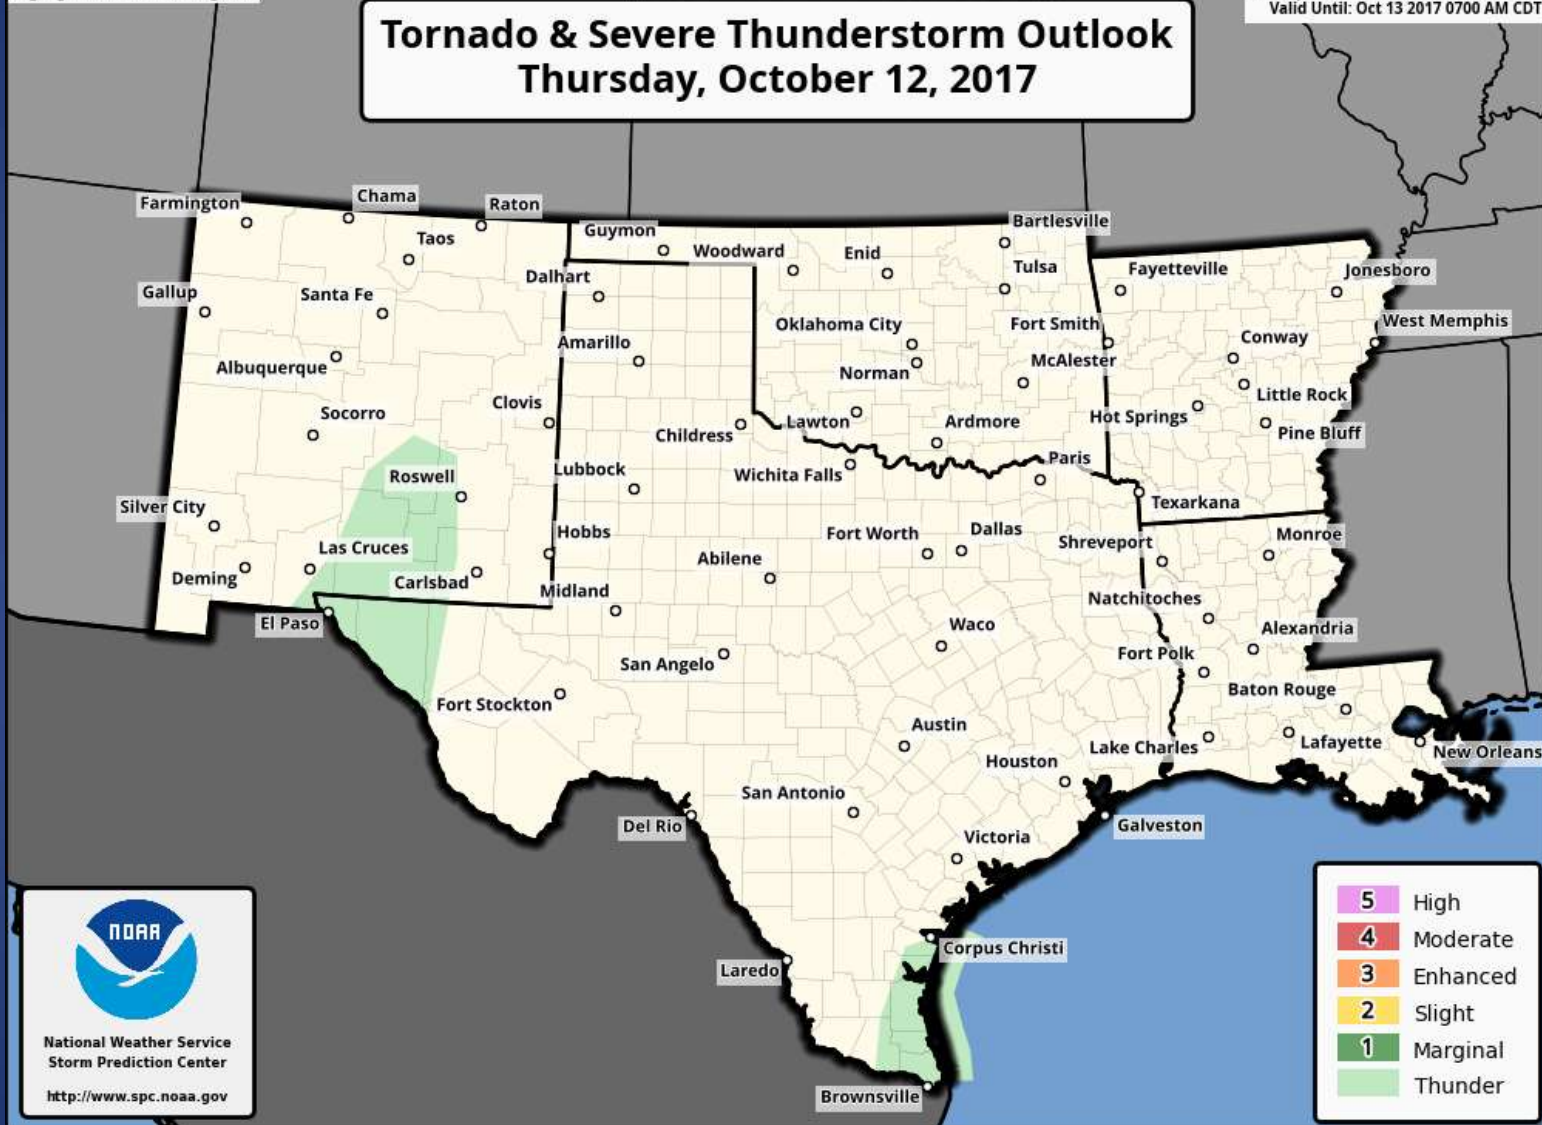 Valid Until: Oct 13 2017 0700 AM CDT
Tornado & Severe Thunderstorm Outlook
Thursday, October 12, 2017
Farmington
Chama
Raton
Taos
Guymon
Woodward
Enid
Bartlesville
Tulsa
Fayetteville
Jonesboro
Gallup
Santa Fe
Dalhart
Oklahoma City
Fort Smith
West Memphis
Albuquerque
Amarillo
Norman
McAlester
Conway
Little Rock
Socorro
Clovis
Childress
Lawton
Ardmore
Hot Springs
Pine Bluff
Roswell
Lubbock
Wichita Falls
Paris
Texarkana
Silver City
Las Cruces
Hobbs
Abilene
Fort Worth
Dallas
Shreveport
Monroe
Deming
Carlsbad
Midland
Natchitoches
El Paso
San Angelo
Waco
Alexandria
Fort Polk
Fort Stockton
Baton Rouge
Austin
Lake Charles
Lafayette
New Orleans
Houston
San Antonio
Del Rio
Victoria
Galveston
Laredo
Corpus Christi
Brownsville
NOAA
National Weather Service
Storm Prediction Center
http://www.spc.noaa.gov
5 High
4 Moderate
3 Enhanced
2 Slight
1 Marginal
Thunder